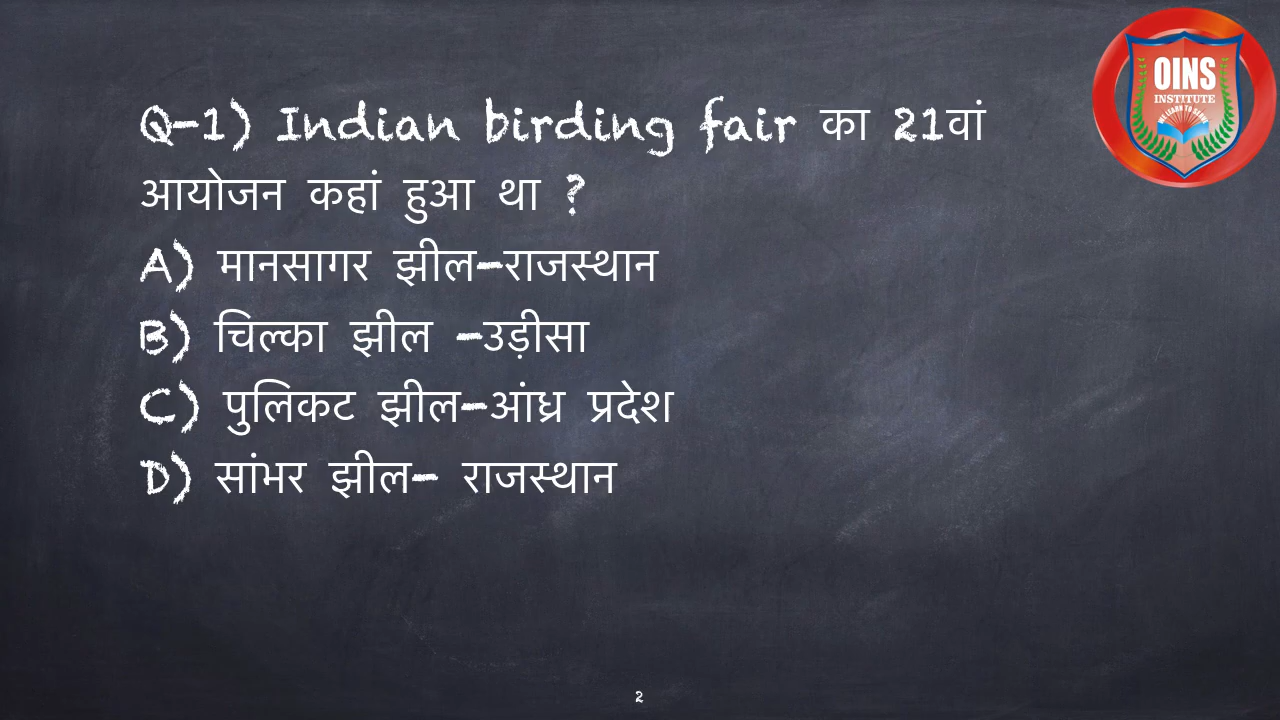 OINS
INSTITUTE
Q-1) Indian birding fair का 21वां
आयोजन कहां हुआ था ?
A) मानसागर झील-राजस्थान
B) चिल्का झील -उड़ीसा
C) पुलिकट झील-आंध्र प्रदेश
D) सांभर झील- राजस्थान
2